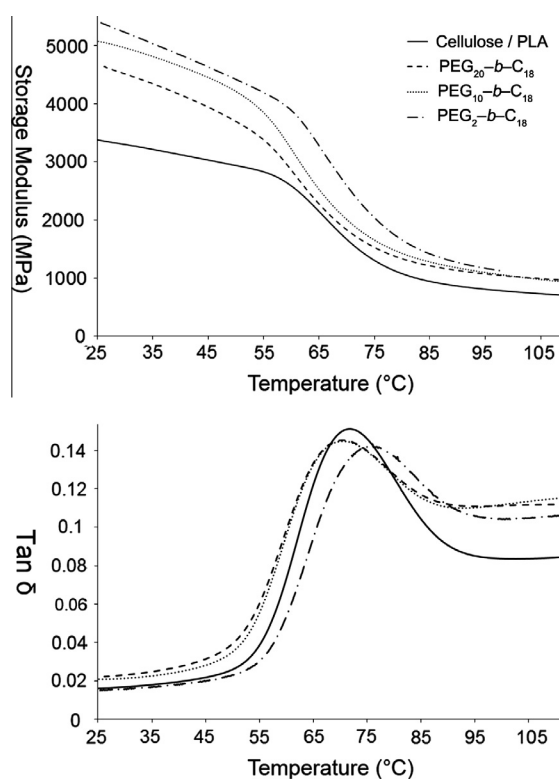 Storage Modulus (MPa)
5000
4000
3000
2000
1000
0
Cellulose / PLA
PEG20–b–C18
PEG10–b–C18
PEG2–b–C18
25 35 45 55 65 75 85 95 105
Temperature (°C)
Tan δ
0.14
0.12
0.1
0.08
0.06
0.04
0.02
0
25 35 45 55 65 75 85 95 105
Temperature (°C)